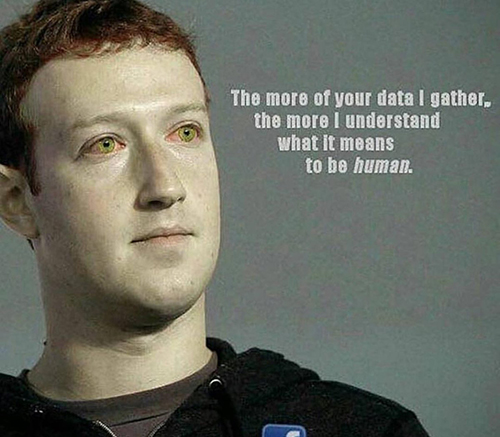 The more of your data I gather,,
the more I understand
what it means
to be human.